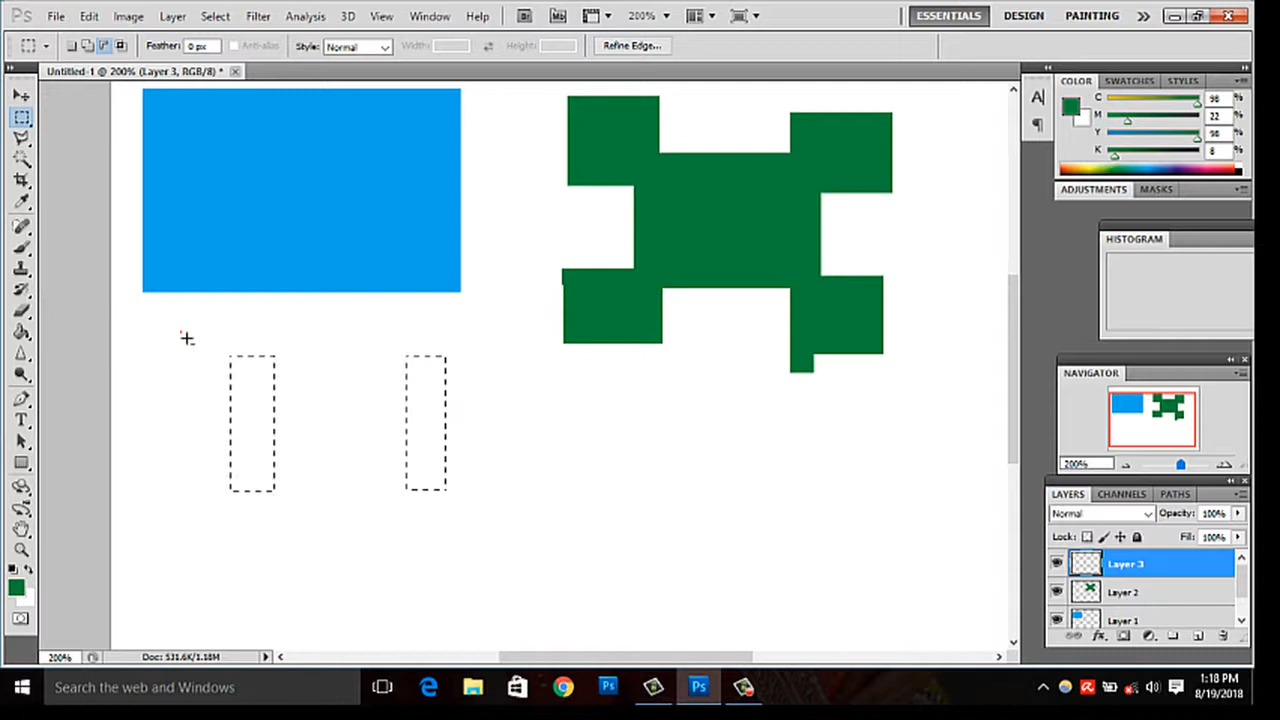 Ps File Edit Image Layer Select Filter Analysis 3D View Window Help Br Mb 200% ESSENTIALS DESIGN PAINTING
Feather: 0 px Anti-alias Style: Normal Width: Height: Refine Edge...
Untitled-1 @ 200% (Layer 3, RGB/8) *
COLOR SWATCHES STYLES
C 98 %
M 22 %
Y 98 %
K 8 %
ADJUSTMENTS MASKS
HISTOGRAM
NAVIGATOR
200%
LAYERS CHANNELS PATHS
Normal Opacity: 100%
Lock: Fill: 100%
Layer 3
Layer 2
Layer 1
200% Doc: 531.6K/1.18M
Search the web and Windows
1:18 PM
8/19/2018